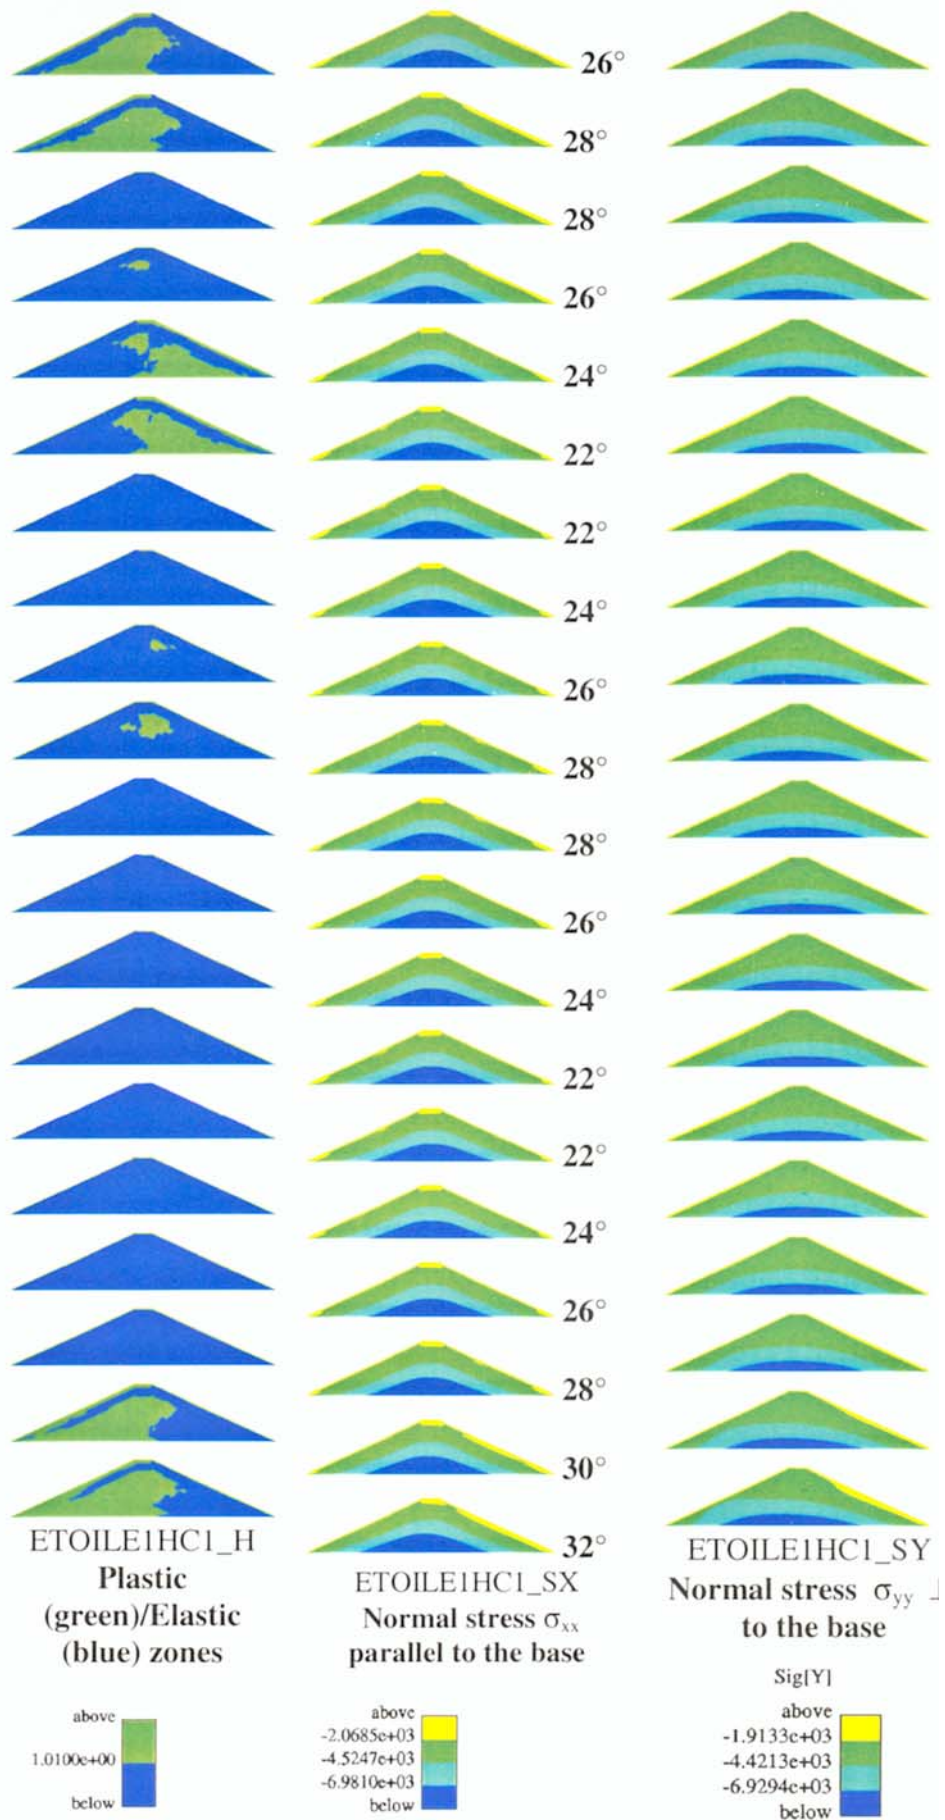 26°
28°
28°
26°
24°
22°
22°
24°
26°
28°
28°
26°
24°
22°
22°
24°
26°
28°
30°
32°
ETOILE1HC1_H
Plastic
(green)/Elastic
(blue) zones
above
1.0100e+00
below
ETOILE1HC1_SX
Normal stress σxx
parallel to the base
above
-2.0685e+03
-4.5247e+03
-6.9810e+03
below
ETOILE1HC1_SY
Normal stress σyy ⊥
to the base
Sig[Y]
above
-1.9133e+03
-4.4213e+03
-6.9294e+03
below